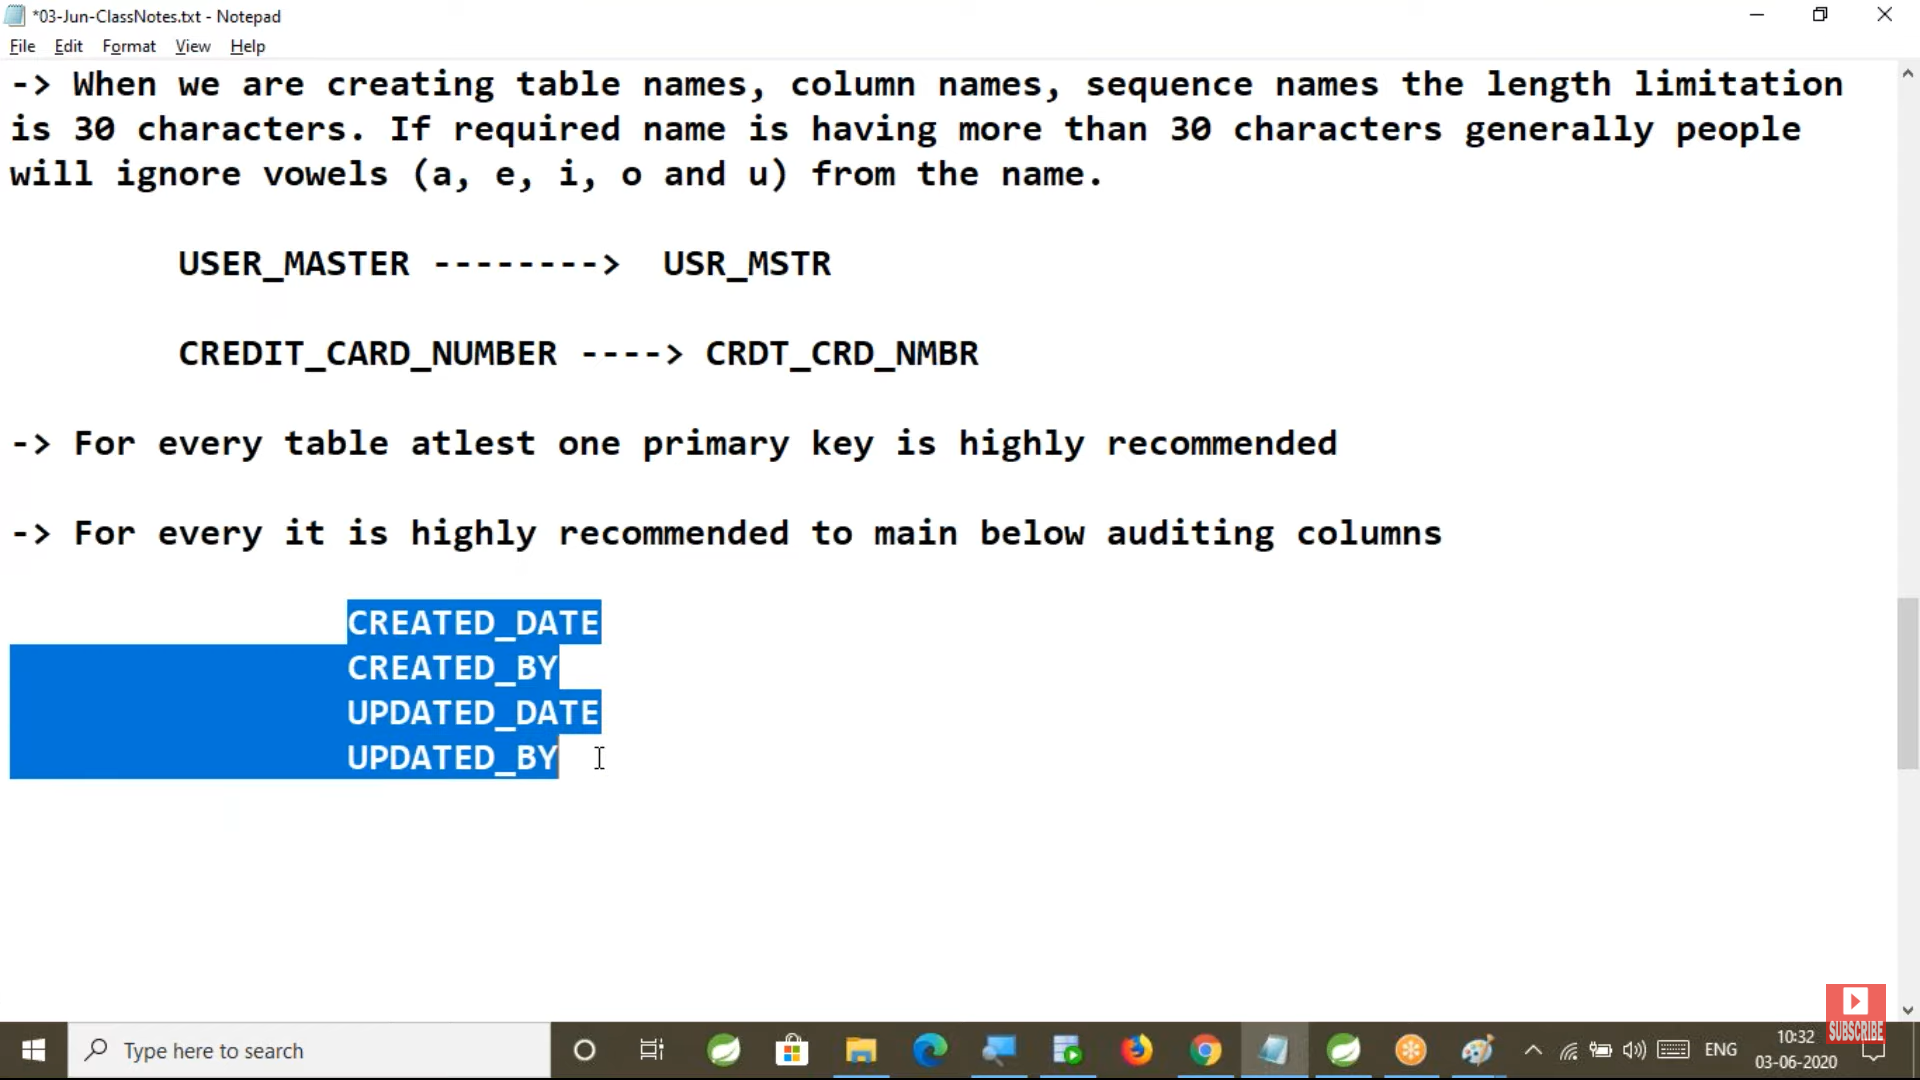 *03-Jun-ClassNotes.txt - Notepad
File Edit Format View Help
-> When we are creating table names, column names, sequence names the length limitation
is 30 characters. If required name is having more than 30 characters generally people
will ignore vowels (a, e, i, o and u) from the name.
USER_MASTER --------> USR_MSTR
CREDIT_CARD_NUMBER ----> CRDT_CRD_NMBR
-> For every table atlest one primary key is highly recommended
-> For every it is highly recommended to main below auditing columns
CREATED_DATE
CREATED_BY
UPDATED_DATE
UPDATED_BY
SUBSCRIBE
Type here to search
ENG
10:32
03-06-2020